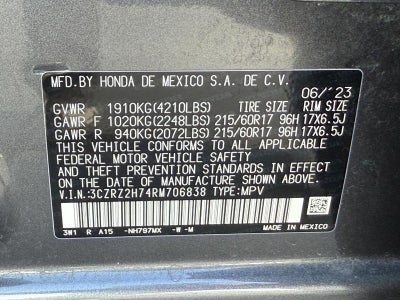 MFD.BY HONDA DE MEXICO S.A. DE C.V. 06/'23
GVWR 1910KG(4210LBS) TIRE SIZE RIM SIZE
GAWR F 1020KG(2248LBS) 215/60R17 96H 17X6.5J
GAWR R 940KG(2072LBS) 215/60R17 96H 17X6.5J
THIS VEHICLE CONFORMS TO ALL APPLICABLE
FEDERAL MOTOR VEHICLE SAFETY, BUMPER,
AND THEFT PREVENTION STANDARDS IN EFFECT
ON THE DATE OF MANUFACTURE SHOWN ABOVE.
V.I.N.:3CZRZ2H74RM706838 TYPE:MPV
3W1 R A15 -NH797MX -W -M
MADE IN MEXICO